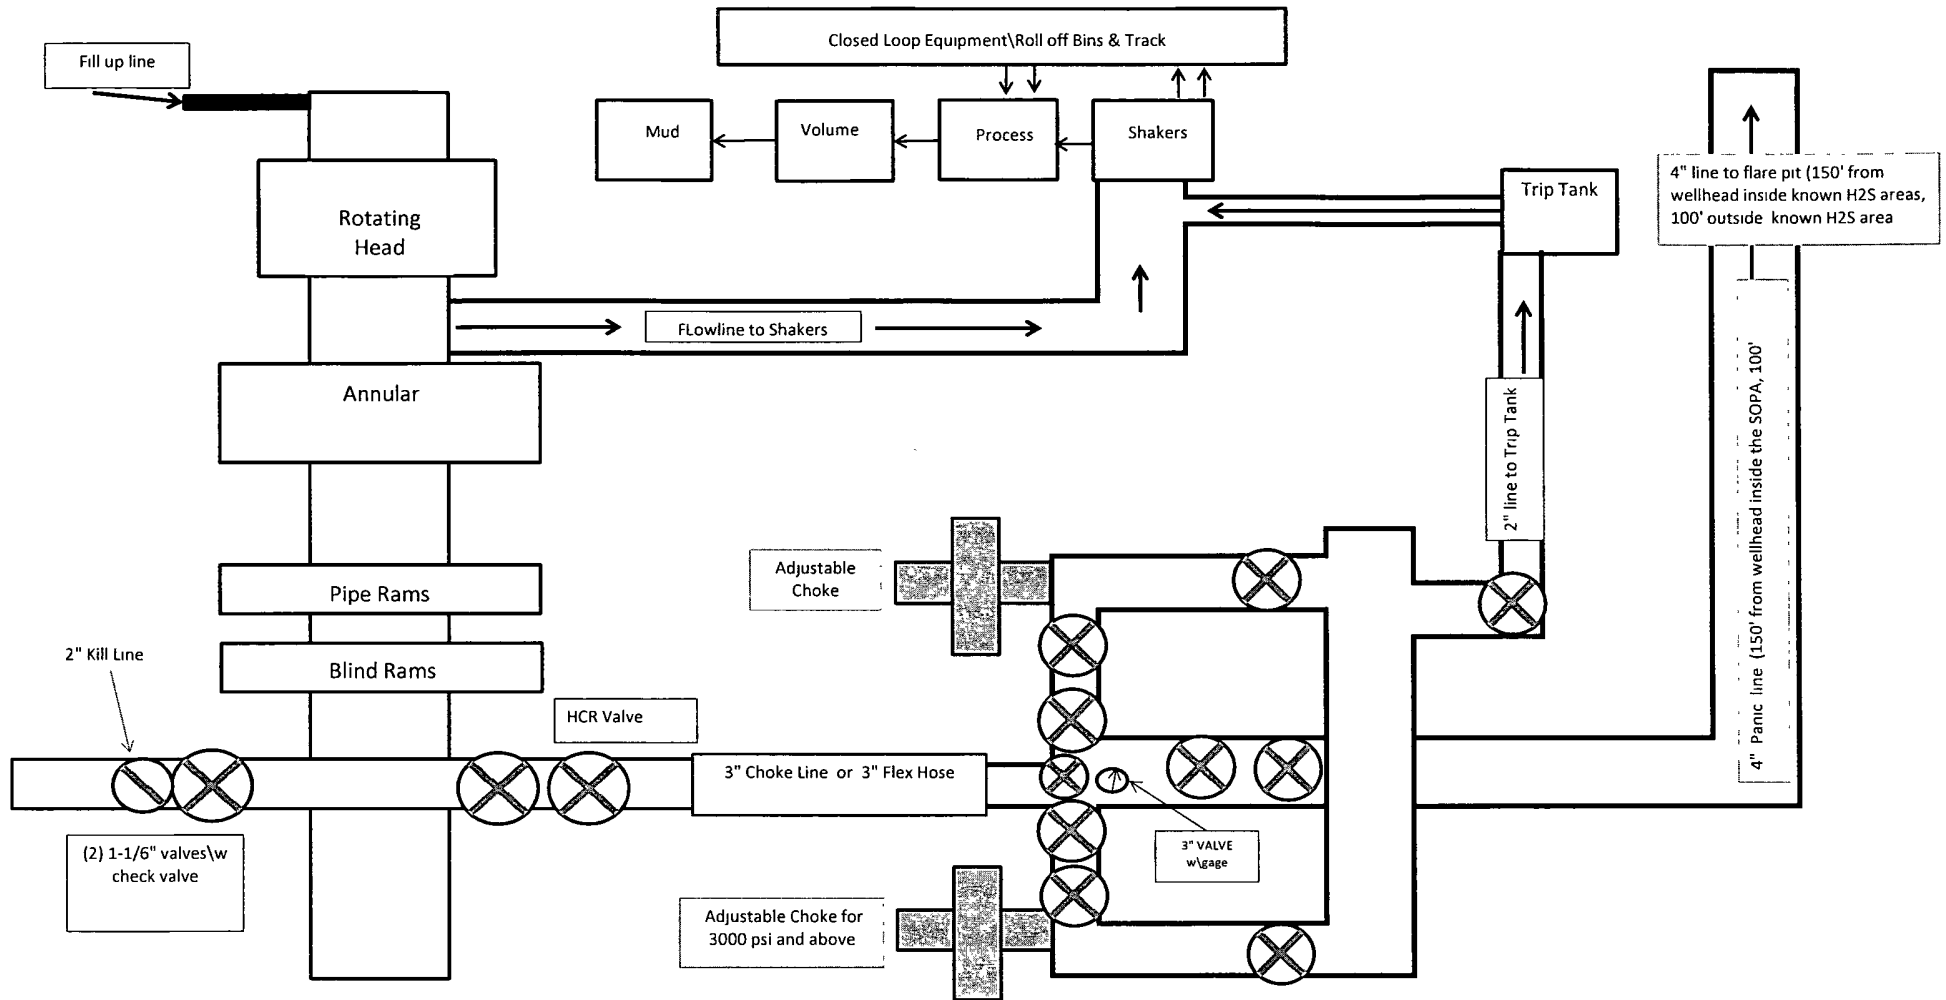 Closed Loop Equipment\Roll off Bins & Track
Fill up line
Mud
Volume
Process
Shakers
Trip Tank
4" line to flare pit (150' from
wellhead inside known H2S areas,
100' outside known H2S area
Rotating
Head
FLowline to Shakers
Annular
2" line to Trip Tank
4" Panic line (150' from wellhead inside the SOPA, 100'
Adjustable
Choke
Pipe Rams
Blind Rams
2" Kill Line
HCR Valve
3" Choke Line or 3" Flex Hose
(2) 1-1/6" valves\w
check valve
3" VALVE
w\gage
Adjustable Choke for
3000 psi and above